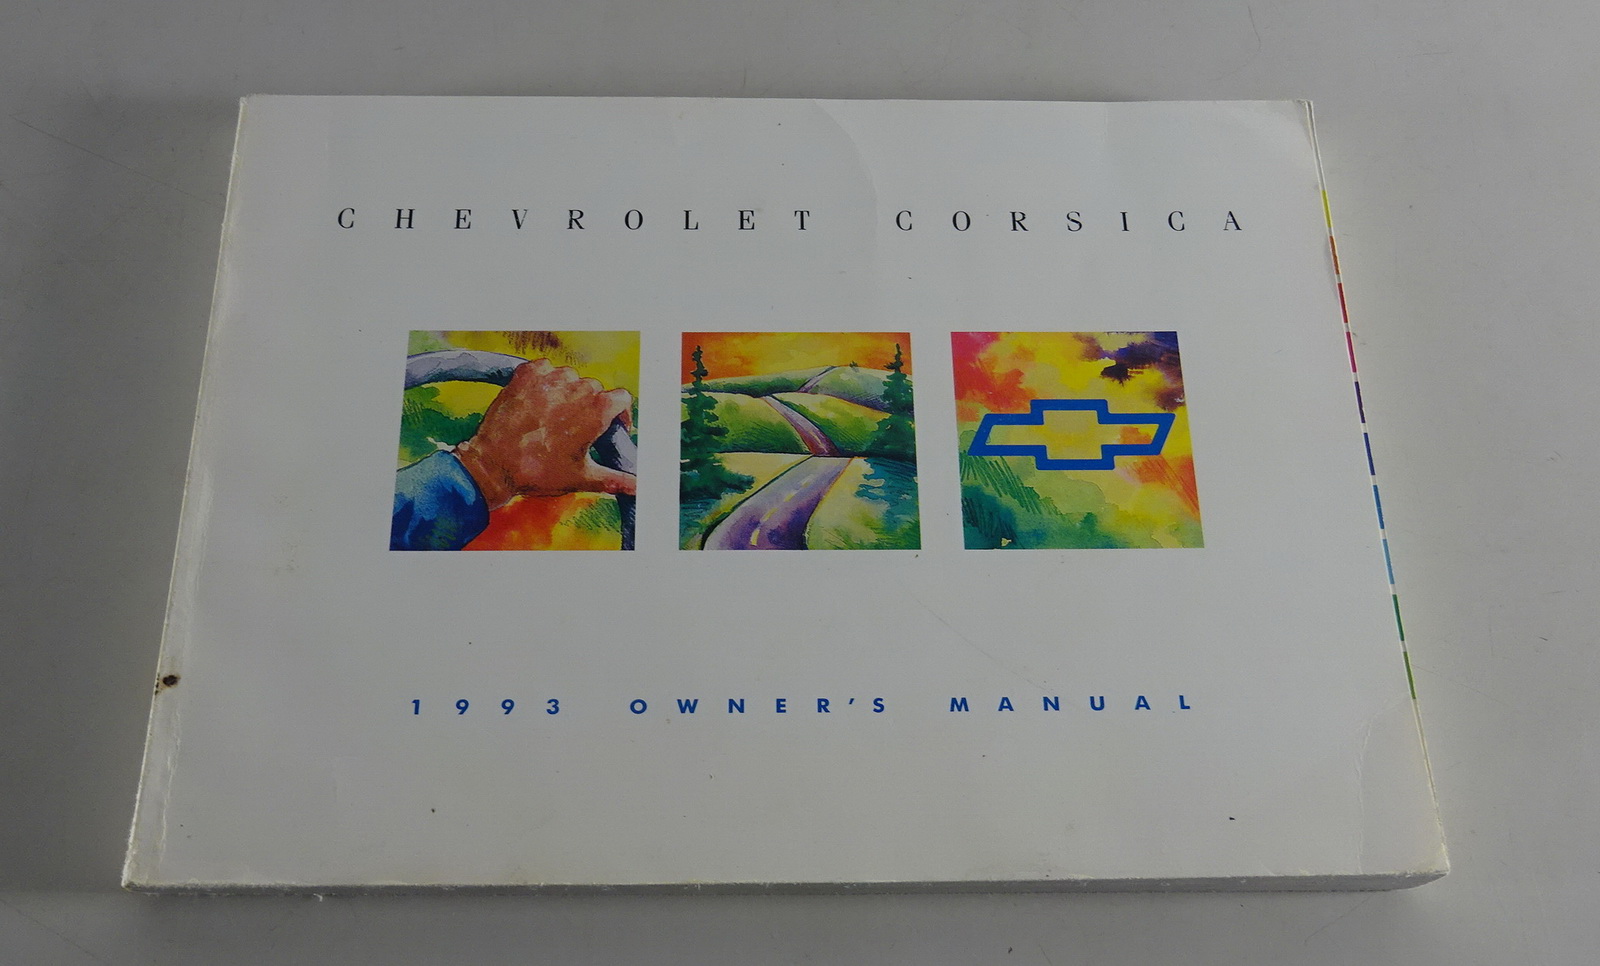 CHEVROLET CORSICA
1993 OWNER'S MANUAL